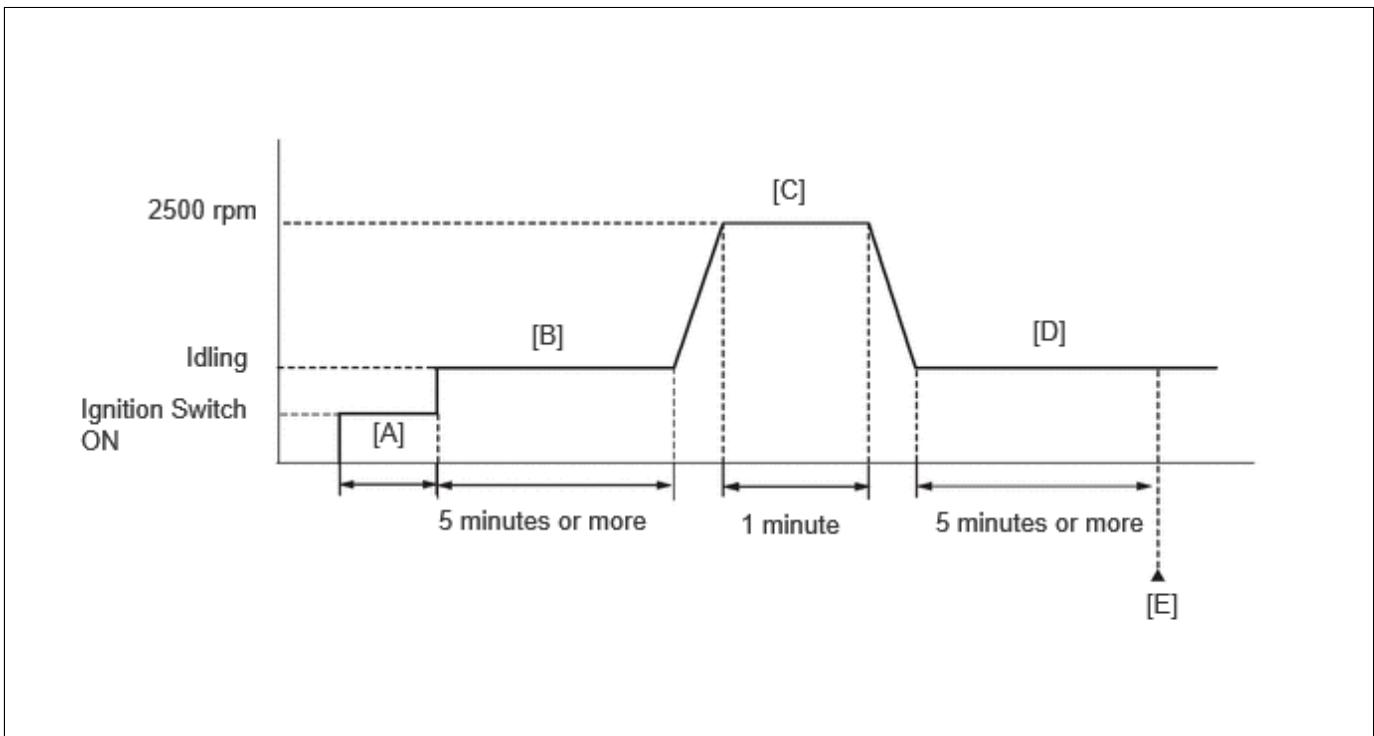 [C]
2500 rpm
[B]
[D]
Idling
Ignition Switch
ON
[A]
5 minutes or more
1 minute
5 minutes or more
[E]